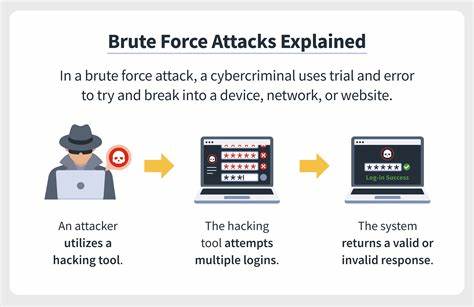 Brute Force Attacks Explained
In a brute force attack, a cybercriminal uses trial and error
to try and break into a device, network, or website.
*****
*****
***|
*****
Log-in Success
An attacker
utilizes a
hacking tool.
The hacking
tool attempts
multiple logins.
The system
returns a valid or
invalid response.